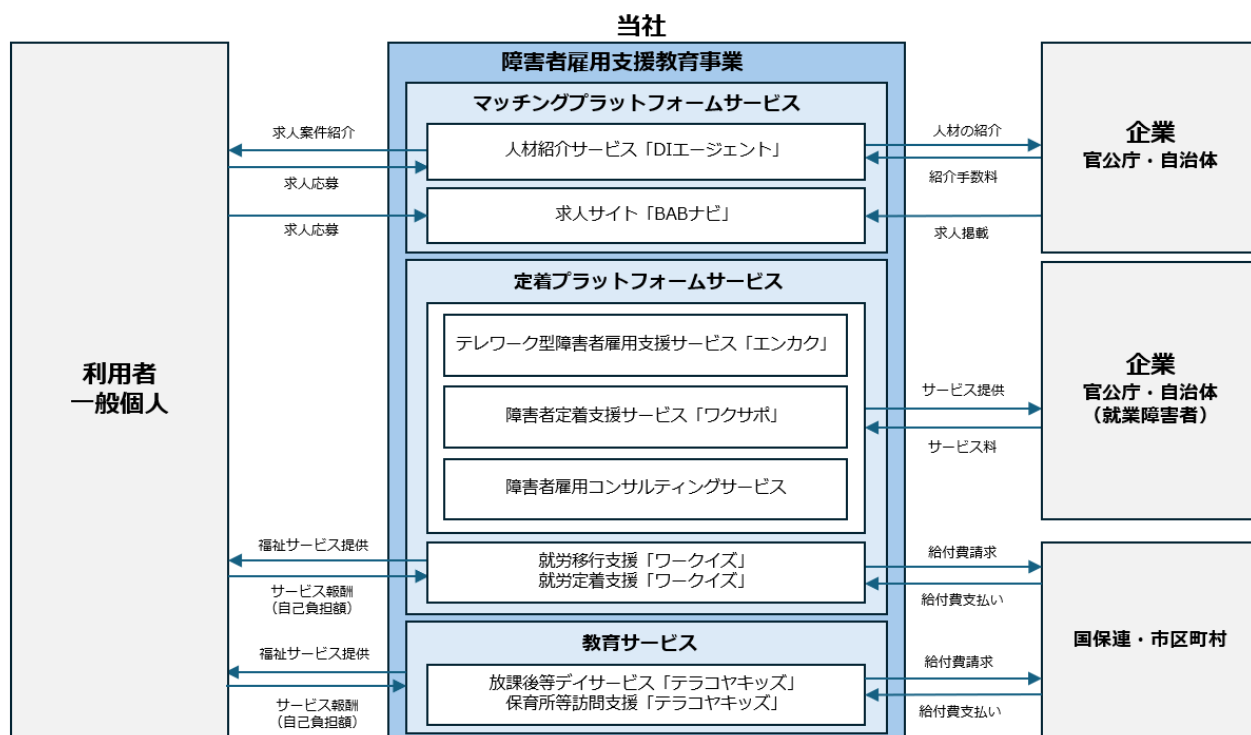 当社
障害者雇用支援教育事業
マッチングプラットフォームサービス
求人案件紹介
人材紹介サービス「DIエージェント」
人材の紹介
企業
官公庁・自治体
求人応募
紹介手数料
求人サイト「BABナビ」
求人応募
求人掲載
定着プラットフォームサービス
テレワーク型障害者雇用支援サービス「エンカク」
利用者
一般個人
企業
官公庁・自治体
（就業障害者）
サービス提供
障害者定着支援サービス「ワクサポ」
サービス料
障害者雇用コンサルティングサービス
福祉サービス提供
就労移行支援「ワークイズ」
就労定着支援「ワークイズ」
給付費請求
サービス報酬
（自己負担額）
給付費支払い
国保連・市区町村
教育サービス
福祉サービス提供
放課後等デイサービス「テラコヤキッズ」
保育所等訪問支援「テラコヤキッズ」
給付費請求
サービス報酬
（自己負担額）
給付費支払い